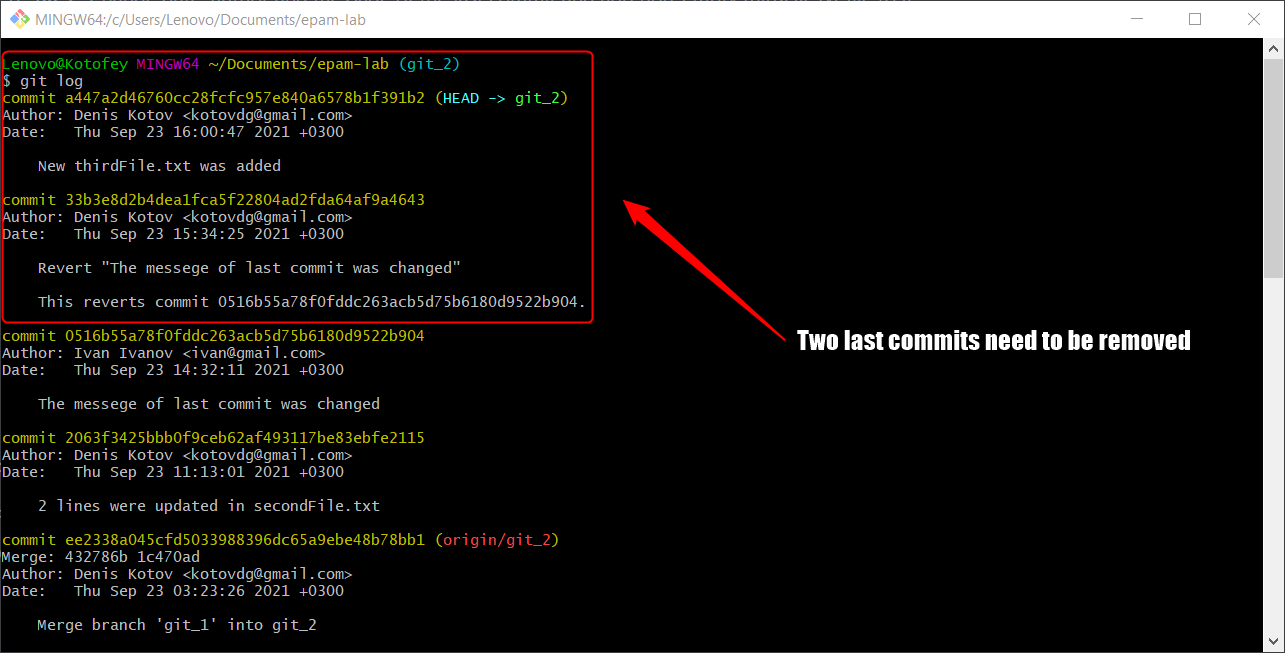 MINGW64:/c/Users/Lenovo/Documents/epam-lab
Lenovo@Kotofey MINGW64 ~/Documents/epam-lab (git_2)
$ git log
commit a447a2d46760cc28fcfc957e840a6578b1f391b2 (HEAD -> git_2)
Author: Denis Kotov <kotovdg@gmail.com>
Date:   Thu Sep 23 16:00:47 2021 +0300
New thirdFile.txt was added
commit 33b3e8d2b4dea1fca5f22804ad2fda64af9a4643
Author: Denis Kotov <kotovdg@gmail.com>
Date:   Thu Sep 23 15:34:25 2021 +0300
Revert "The messege of last commit was changed"
This reverts commit 0516b55a78f0fddc263acb5d75b6180d9522b904.
commit 0516b55a78f0fddc263acb5d75b6180d9522b904
Author: Ivan Ivanov <ivan@gmail.com>
Date:   Thu Sep 23 14:32:11 2021 +0300
Two last commits need to be removed
The messege of last commit was changed
commit 2063f3425bbb0f9ceb62af493117be83ebfe2115
Author: Denis Kotov <kotovdg@gmail.com>
Date:   Thu Sep 23 11:13:01 2021 +0300
2 lines were updated in secondFile.txt
commit ee2338a045cfd5033988396dc65a9ebe48b78bb1 (origin/git_2)
Merge: 432786b 1c470ad
Author: Denis Kotov <kotovdg@gmail.com>
Date:   Thu Sep 23 03:23:26 2021 +0300
Merge branch 'git_1' into git_2